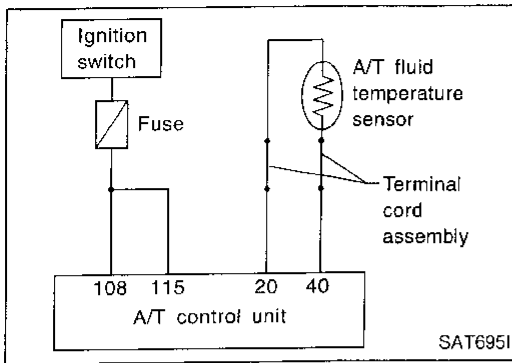 Ignition
switch
Fuse
A/T fluid
temperature
sensor
Terminal
cord
assembly
108 115 20 40
A/T control unit
SAT695I